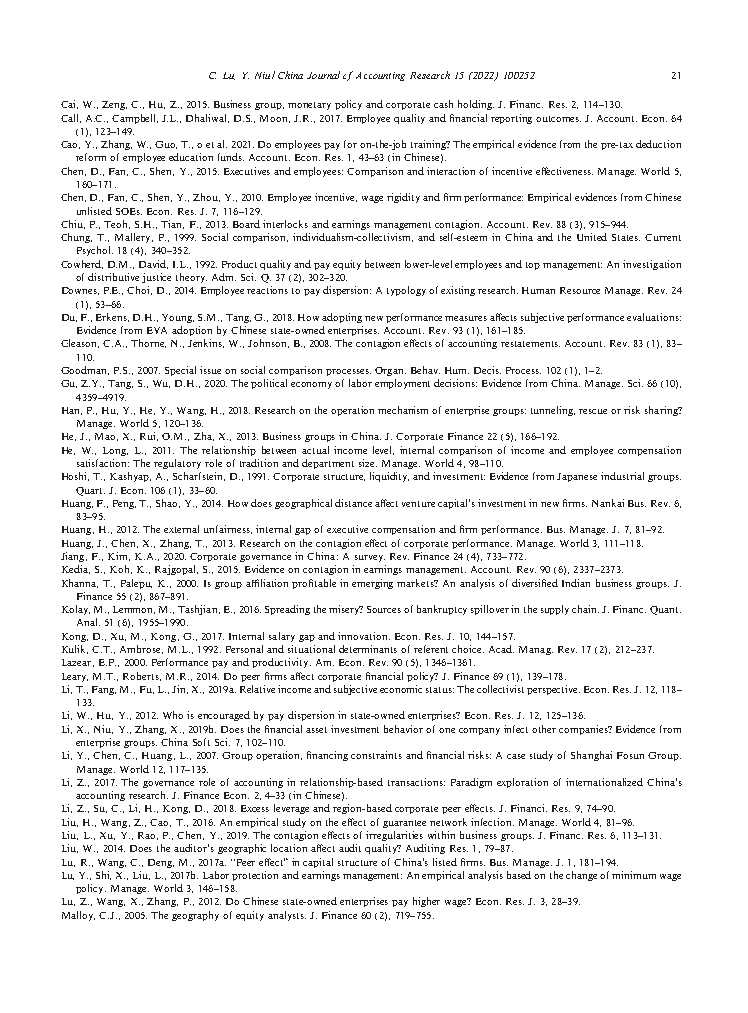 C. Lu, Y. Niu / China Journal of Accounting Research 15 (2022) 100252
21
Cai, W., Zeng, C., Hu, Z., 2015. Business group, monetary policy and corporate cash holding. J. Financ. Res. 2, 114–130.
Call, A.C., Campbell, J.L., Dhaliwal, D.S., Moon, J.R., 2017. Employee quality and financial reporting outcomes. J. Account. Econ. 64
(1), 123–149.
Cao, Y., Zhang, W., Guo, T., o et al. 2021. Do employees pay for on-the-job training? The empirical evidence from the pre-tax deduction
reform of employee education funds. Account. Econ. Res. 1, 43–63 (in Chinese).
Chen, D., Fan, C., Shen, Y., 2015. Executives and employees: Comparison and interaction of incentive effectiveness. Manage. World 5,
160–171.
Chen, D., Fan, C., Shen, Y., Zhou, Y., 2010. Employee incentive, wage rigidity and firm performance: Empirical evidences from Chinese
unlisted SOEs. Econ. Res. J. 7, 116–129.
Chiu, P., Teoh, S.H., Tian, F., 2013. Board interlocks and earnings management contagion. Account. Rev. 88 (3), 915–944.
Chung, T., Mallery, P., 1999. Social comparison, individualism-collectivism, and self-esteem in China and the United States. Current
Psychol. 18 (4), 340–352.
Cowherd, D.M., David, I.L., 1992. Product quality and pay equity between lower-level employees and top management: An investigation
of distributive justice theory. Adm. Sci. Q. 37 (2), 302–320.
Downes, P.E., Choi, D., 2014. Employee reactions to pay dispersion: A typology of existing research. Human Resource Manage. Rev. 24
(1), 53–66.
Du, F., Erkens, D.H., Young, S.M., Tang, G., 2018. How adopting new performance measures affects subjective performance evaluations:
Evidence from EVA adoption by Chinese state-owned enterprises. Account. Rev. 93 (1), 161–185.
Gleason, C.A., Thorne, N., Jenkins, W., Johnson, B., 2008. The contagion effects of accounting restatements. Account. Rev. 83 (1), 83–
110.
Goodman, P.S., 2007. Special issue on social comparison processes. Organ. Behav. Hum. Decis. Process. 102 (1), 1–2.
Gu, Z.Y., Tang, S., Wu, D.H., 2020. The political economy of labor employment decisions: Evidence from China. Manage. Sci. 66 (10),
4359–4919.
Han, P., Hu, Y., He, Y., Wang, H., 2018. Research on the operation mechanism of enterprise groups: tunneling, rescue or risk sharing?
Manage. World 5, 120–136.
He, J., Mao, X., Rui, O.M., Zha, X., 2013. Business groups in China. J. Corporate Finance 22 (5), 166–192.
He, W., Long, L., 2011. The relationship between actual income level, internal comparison of income and employee compensation
satisfaction: The regulatory role of tradition and department size. Manage. World 4, 98–110.
Hoshi, T., Kashyap, A., Scharfstein, D., 1991. Corporate structure, liquidity, and investment: Evidence from Japanese industrial groups.
Quart. J. Econ. 106 (1), 33–60.
Huang, F., Peng, T., Shao, Y., 2014. How does geographical distance affect venture capital's investment in new firms. Nankai Bus. Rev. 6,
83–95.
Huang, H., 2012. The external unfairness, internal gap of executive compensation and firm performance. Bus. Manage. J. 7, 81–92.
Huang, J., Chen, X., Zhang, T., 2013. Research on the contagion effect of corporate performance. Manage. World 3, 111–118.
Jiang, F., Kim, K.A., 2020. Corporate governance in China: A survey. Rev. Finance 24 (4), 733–772.
Kedia, S., Koh, K., Rajgopal, S., 2015. Evidence on contagion in earnings management. Account. Rev. 90 (6), 2337–2373.
Khanna, T., Palepu, K., 2000. Is group affiliation profitable in emerging markets? An analysis of diversified Indian business groups. J.
Finance 55 (2), 867–891.
Kolay, M., Lemmon, M., Tashjian, E., 2016. Spreading the misery? Sources of bankruptcy spillover in the supply chain. J. Financ. Quant.
Anal. 51 (6), 1955–1990.
Kong, D., Xu, M., Kong, G., 2017. Internal salary gap and innovation. Econ. Res. J. 10, 144–157.
Kulik, C.T., Ambrose, M.L., 1992. Personal and situational determinants of referent choice. Acad. Manag. Rev. 17 (2), 212–237.
Lazear, E.P., 2000. Performance pay and productivity. Am. Econ. Rev. 90 (5), 1346–1361.
Leary, M.T., Roberts, M.R., 2014. Do peer firms affect corporate financial policy? J. Finance 69 (1), 139–178.
Li, T., Fang, M., Fu, L., Jin, X., 2019a. Relative income and subjective economic status: The collectivist perspective. Econ. Res. J. 12, 118–
133.
Li, W., Hu, Y., 2012. Who is encouraged by pay dispersion in state-owned enterprises? Econ. Res. J. 12, 125–136.
Li, X., Niu, Y., Zhang, X., 2019b. Does the financial asset investment behavior of one company infect other companies? Evidence from
enterprise groups. China Soft Sci. 7, 102–110.
Li, Y., Chen, C., Huang, L., 2007. Group operation, financing constraints and financial risks: A case study of Shanghai Fosun Group.
Manage. World 12, 117–135.
Li, Z., 2017. The governance role of accounting in relationship-based transactions: Paradigm exploration of internationalized China's
accounting research. J. Finance Econ. 2, 4–33 (in Chinese).
Li, Z., Su, C., Li, H., Kong, D., 2018. Excess leverage and region-based corporate peer effects. J. Financi. Res. 9, 74–90.
Liu, H., Wang, Z., Cao, T., 2016. An empirical study on the effect of guarantee network infection. Manage. World 4, 81–96.
Liu, L., Xu, Y., Rao, P., Chen, Y., 2019. The contagion effects of irregularities within business groups. J. Financ. Res. 6, 113–131.
Liu, W., 2014. Does the auditor's geographic location affect audit quality? Auditing Res. 1, 79–87.
Lu, R., Wang, C., Deng, M., 2017a. "Peer effect" in capital structure of China's listed firms. Bus. Manage. J. 1, 181–194.
Lu, Y., Shi, X., Liu, L., 2017b. Labor protection and earnings management: An empirical analysis based on the change of minimum wage
policy. Manage. World 3, 146–158.
Lu, Z., Wang, X., Zhang, P., 2012. Do Chinese state-owned enterprises pay higher wage? Econ. Res. J. 3, 28–39.
Malloy, C.J., 2005. The geography of equity analysts. J. Finance 60 (2), 719–755.